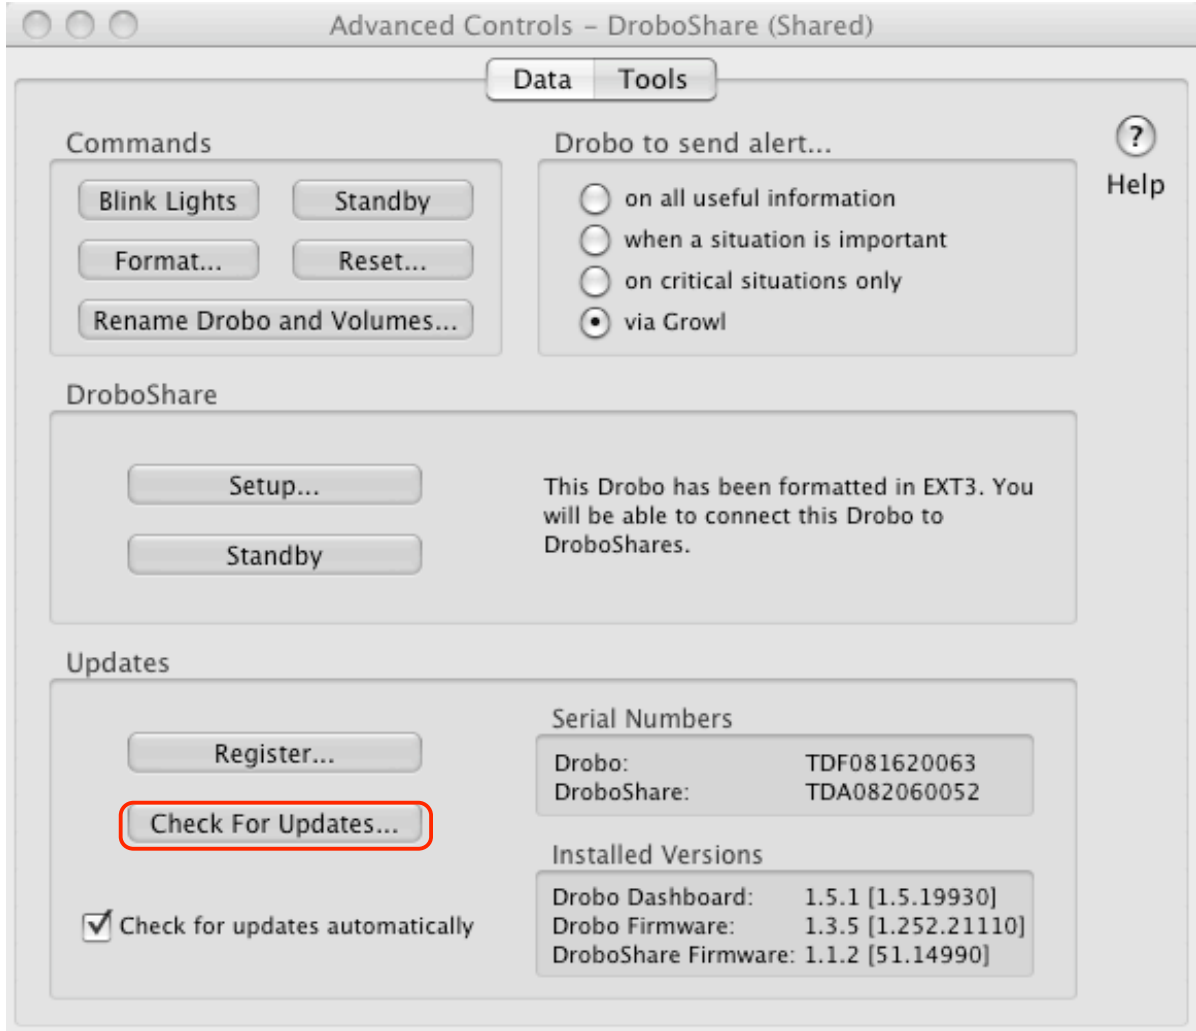 Advanced Controls – DroboShare (Shared)
Data Tools
Commands
Blink Lights Standby
Format... Reset...
Rename Drobo and Volumes...
Drobo to send alert...
on all useful information
when a situation is important
on critical situations only
via Growl
?
Help
DroboShare
Setup...
Standby
This Drobo has been formatted in EXT3. You
will be able to connect this Drobo to
DroboShares.
Updates
Register...
Check For Updates...
Check for updates automatically
Serial Numbers
Drobo: TDF081620063
DroboShare: TDA082060052
Installed Versions
Drobo Dashboard: 1.5.1 [1.5.19930]
Drobo Firmware: 1.3.5 [1.252.21110]
DroboShare Firmware: 1.1.2 [51.14990]